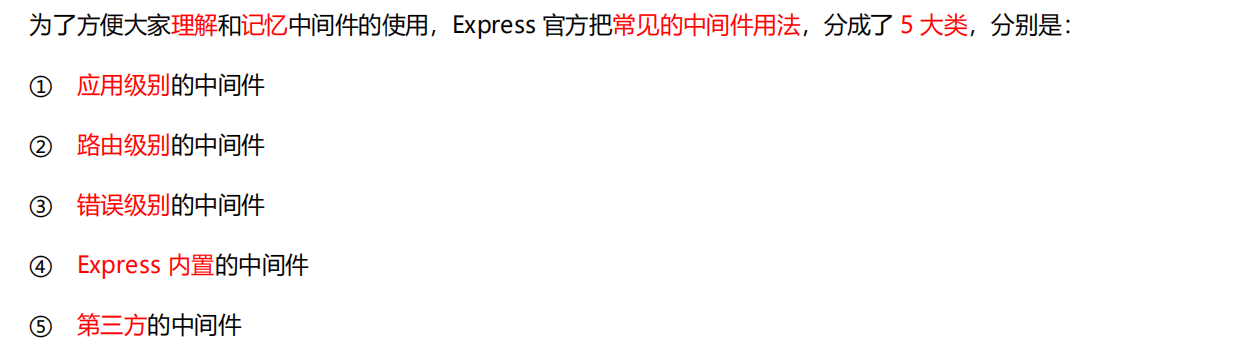 为了方便大家理解和记忆中间件的使用，Express 官方把常见的中间件用法，分成了 5 大类，分别是：
① 应用级别的中间件
② 路由级别的中间件
③ 错误级别的中间件
④ Express 内置的中间件
⑤ 第三方的中间件